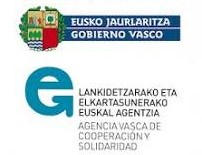 EUSKO JAURLARITZA
GOBIERNO VASCO
LANKIDETZARAKO ETA
ELKARTASUNERAKO
EUSKAL AGENTZIA
AGENCIA VASCA DE
COOPERACIÓN Y
SOLIDARIDAD